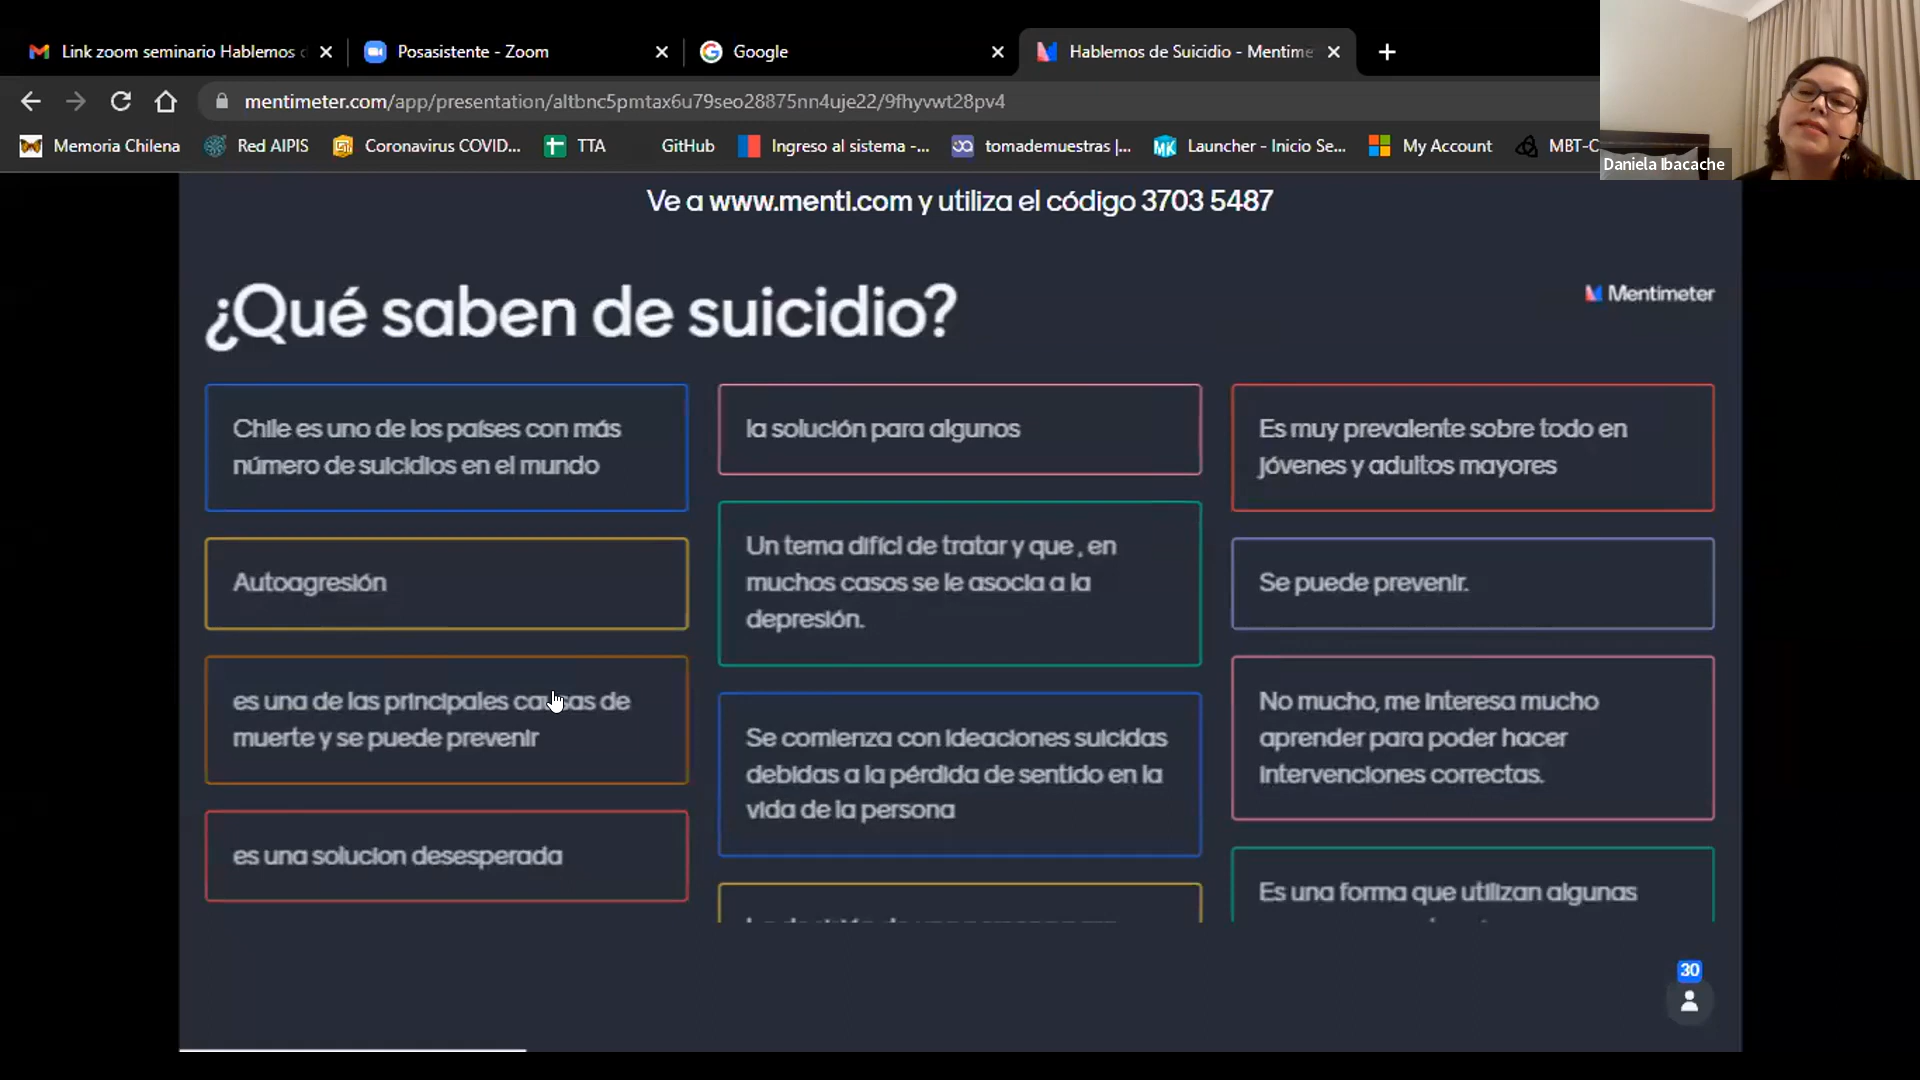 Link zoom seminario Hablemos d
Posasistente - Zoom
Google
Hablemos de Suicidio - Mentime
mentimeter.com/app/presentation/altbnc5pmtax6u79seo28875nn4uje22/9fhyvwt28pv4
Memoria Chilena
Red AIPIS
Coronavirus COVID...
TTA
GitHub
Ingreso al sistema -...
tomademuestras |...
Launcher - Inicio Se...
My Account
MBT-C
Daniela Ibacache
Ve a www.menti.com y utiliza el código 3703 5487
¿Qué saben de suicidio?
Mentimeter
Chile es uno de los países con más
número de suicidios en el mundo
Autoagresión
es una de las principales causas de
muerte y se puede prevenir
es una solucion desesperada
la solución para algunos
Un tema difícl de tratar y que , en
muchos casos se le asocia a la
depresión.
Se comienza con ideaciones suicidas
debidas a la pérdida de sentido en la
vida de la persona
Es muy prevalente sobre todo en
jóvenes y adultos mayores
Se puede prevenir.
No mucho, me interesa mucho
aprender para poder hacer
intervenciones correctas.
Es una forma que utilizan algunas
30